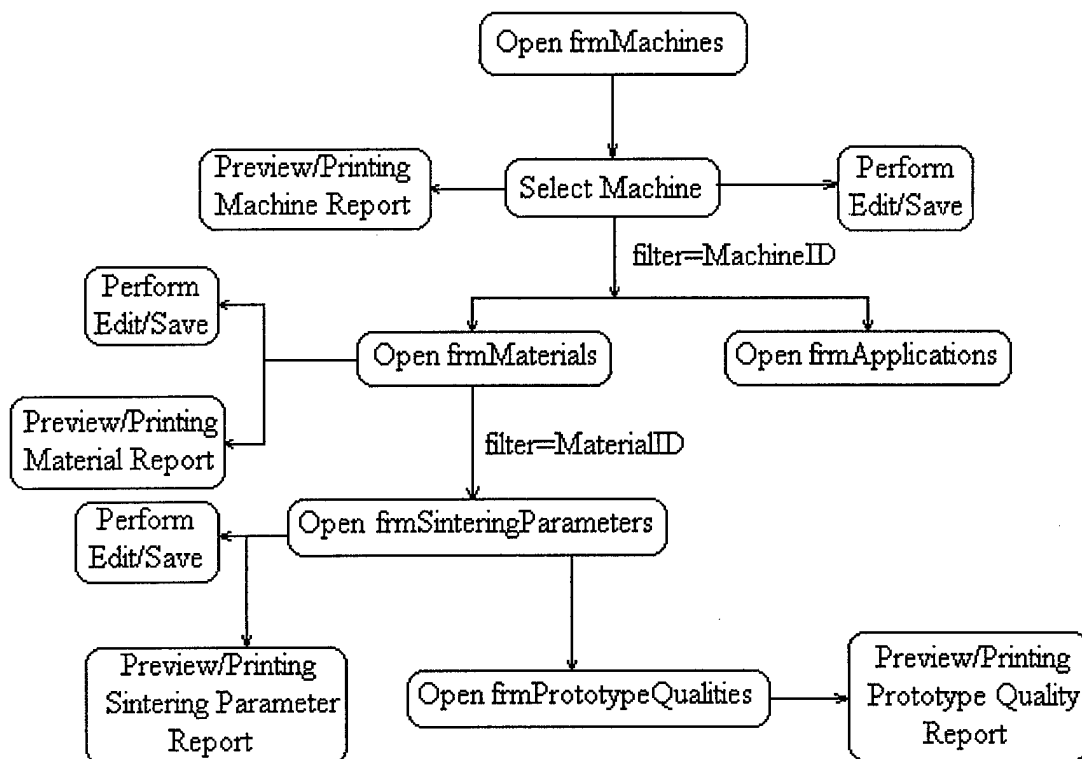 Open frmMachines
Preview/Printing
Machine Report
Select Machine
Perform
Edit/Save
filter=MachineID
Perform
Edit/Save
Open frmMaterials
Open frmApplications
Preview/Printing
Material Report
filter=MaterialID
Perform
Edit/Save
Open frmSinteringParameters
Preview/Printing
Sintering Parameter
Report
Open frmPrototypeQualities
Preview/Printing
Prototype Quality
Report